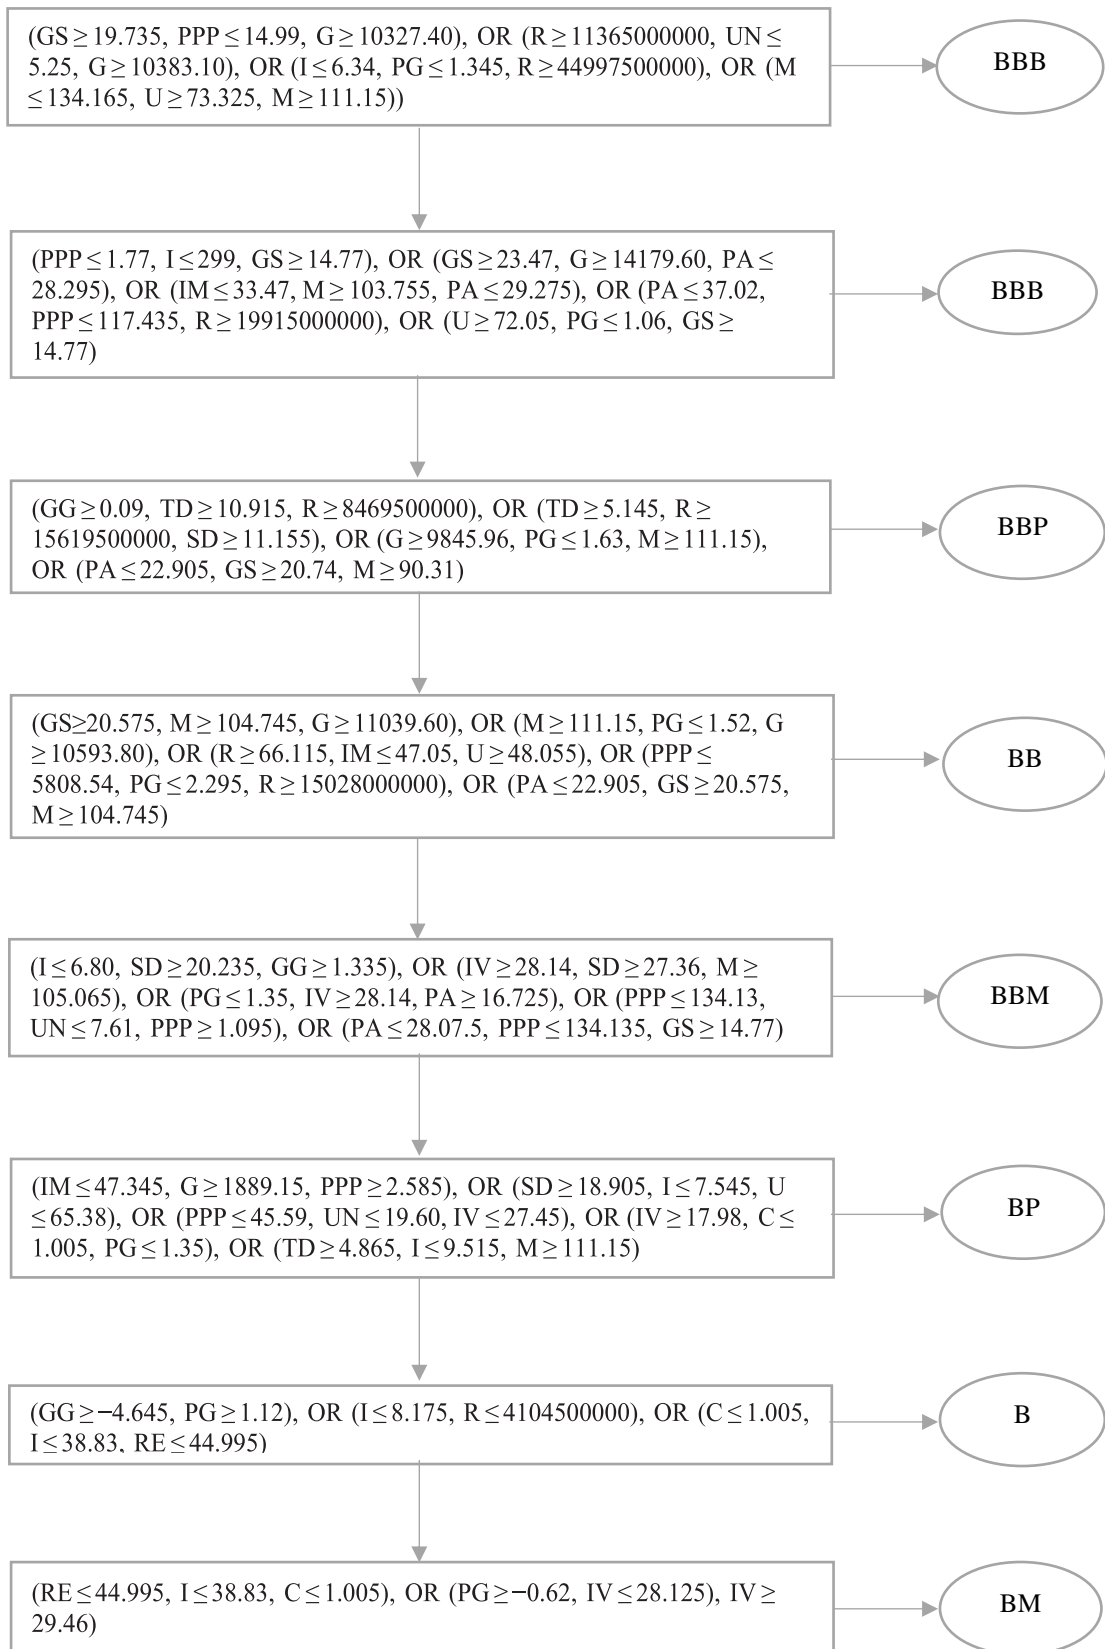 (GS ≥ 19.735, PPP ≤ 14.99, G ≥ 10327.40), OR (R ≥ 11365000000, UN ≤
5.25, G ≥ 10383.10), OR (I ≤ 6.34, PG ≤ 1.345, R ≥ 44997500000), OR (M
≤ 134.165, U ≥ 73.325, M ≥ 111.15))
BBB
(PPP ≤ 1.77, I ≤ 299, GS ≥ 14.77), OR (GS ≥ 23.47, G ≥ 14179.60, PA ≤
28.295), OR (IM ≤ 33.47, M ≥ 103.755, PA ≤ 29.275), OR (PA ≤ 37.02,
PPP ≤ 117.435, R ≥ 19915000000), OR (U ≥ 72.05, PG ≤ 1.06, GS ≥
14.77)
BBB
(GG ≥ 0.09, TD ≥ 10.915, R ≥ 8469500000), OR (TD ≥ 5.145, R ≥
15619500000, SD ≥ 11.155), OR (G ≥ 9845.96, PG ≤ 1.63, M ≥ 111.15),
OR (PA ≤ 22.905, GS ≥ 20.74, M ≥ 90.31)
BBP
(GS≥20.575, M ≥ 104.745, G ≥ 11039.60), OR (M ≥ 111.15, PG ≤ 1.52, G
≥ 10593.80), OR (R ≥ 66.115, IM ≤ 47.05, U ≥ 48.055), OR (PPP ≤
5808.54, PG ≤ 2.295, R ≥ 15028000000), OR (PA ≤ 22.905, GS ≥ 20.575,
M ≥ 104.745)
BB
(I ≤ 6.80, SD ≥ 20.235, GG ≥ 1.335), OR (IV ≥ 28.14, SD ≥ 27.36, M ≥
105.065), OR (PG ≤ 1.35, IV ≥ 28.14, PA ≥ 16.725), OR (PPP ≤ 134.13,
UN ≤ 7.61, PPP ≥ 1.095), OR (PA ≤ 28.07.5, PPP ≤ 134.135, GS ≥ 14.77)
BBM
(IM ≤ 47.345, G ≥ 1889.15, PPP ≥ 2.585), OR (SD ≥ 18.905, I ≤ 7.545, U
≤ 65.38), OR (PPP ≤ 45.59, UN ≤ 19.60, IV ≤ 27.45), OR (IV ≥ 17.98, C ≤
1.005, PG ≤ 1.35), OR (TD ≥ 4.865, I ≤ 9.515, M ≥ 111.15)
BP
(GG ≥ −4.645, PG ≥ 1.12), OR (I ≤ 8.175, R ≤ 4104500000), OR (C ≤ 1.005,
I ≤ 38.83, RE ≤ 44.995)
B
(RE ≤ 44.995, I ≤ 38.83, C ≤ 1.005), OR (PG ≥ −0.62, IV ≤ 28.125), IV ≥
29.46)
BM